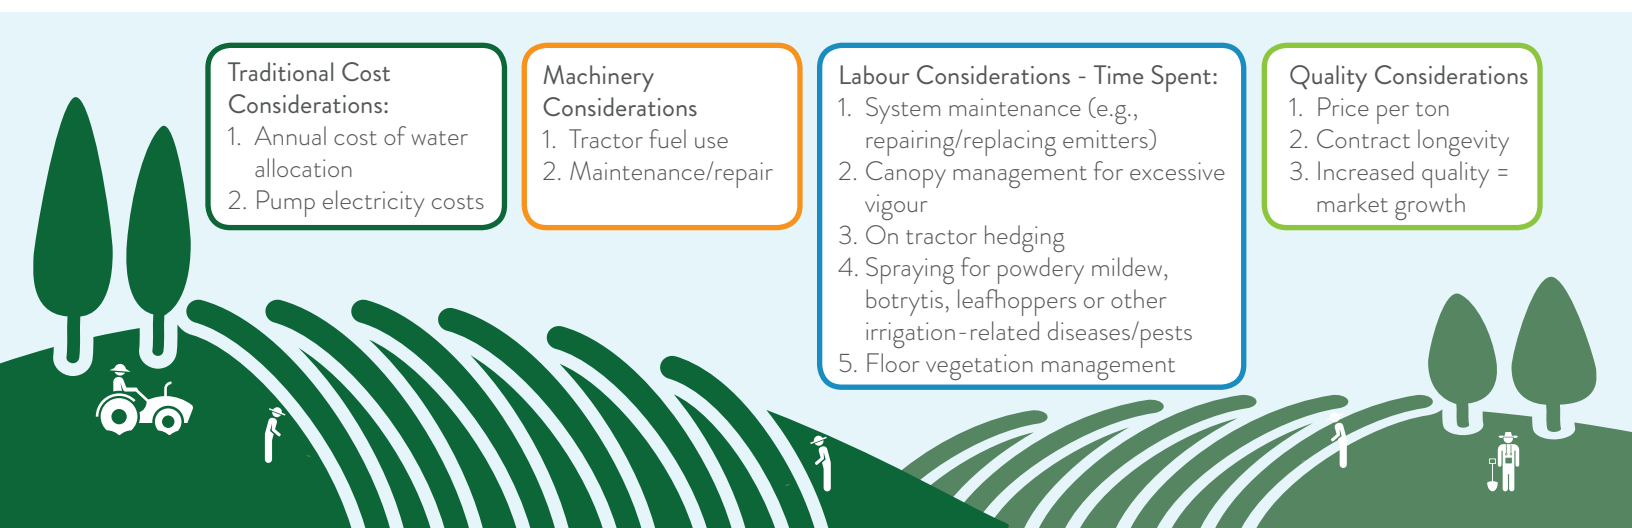 Traditional Cost
Considerations:
1. Annual cost of water
allocation
2. Pump electricity costs
Machinery
Considerations
1. Tractor fuel use
2. Maintenance/repair
Labour Considerations - Time Spent:
1. System maintenance (e.g.,
repairing/replacing emitters)
2. Canopy management for excessive
vigour
3. On tractor hedging
4. Spraying for powdery mildew,
botrytis, leafhoppers or other
irrigation-related diseases/pests
5. Floor vegetation management
Quality Considerations
1. Price per ton
2. Contract longevity
3. Increased quality =
market growth